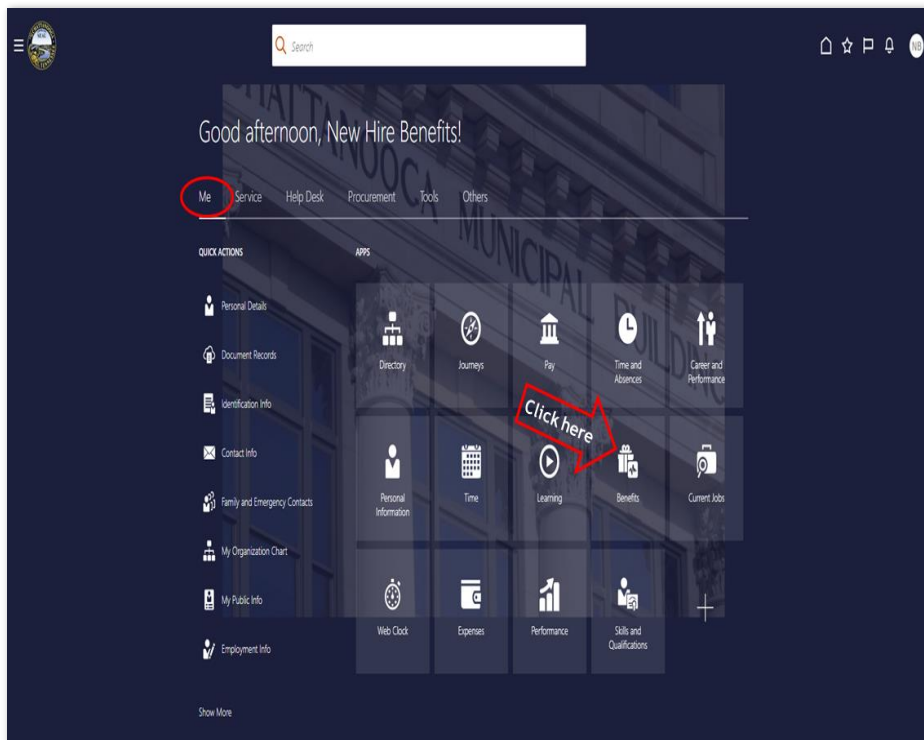 Search
NB
Good afternoon, New Hire Benefits!
Me
Service
Help Desk
Procurement
Tools
Others
QUICK ACTIONS
APPS
Personal Details
Document Records
Identification Info
Contact Info
Family and Emergency Contacts
My Organization Chart
My Public Info
Employment Info
Show More
Directory
Journeys
Pay
Time and
Absences
Career and
Performance
Click here
Personal
Information
Time
Learning
Benefits
Current Jobs
Web Clock
Expenses
Performance
Skills and
Qualifications
CHATTANOOGA MUNICIPAL BUILDING